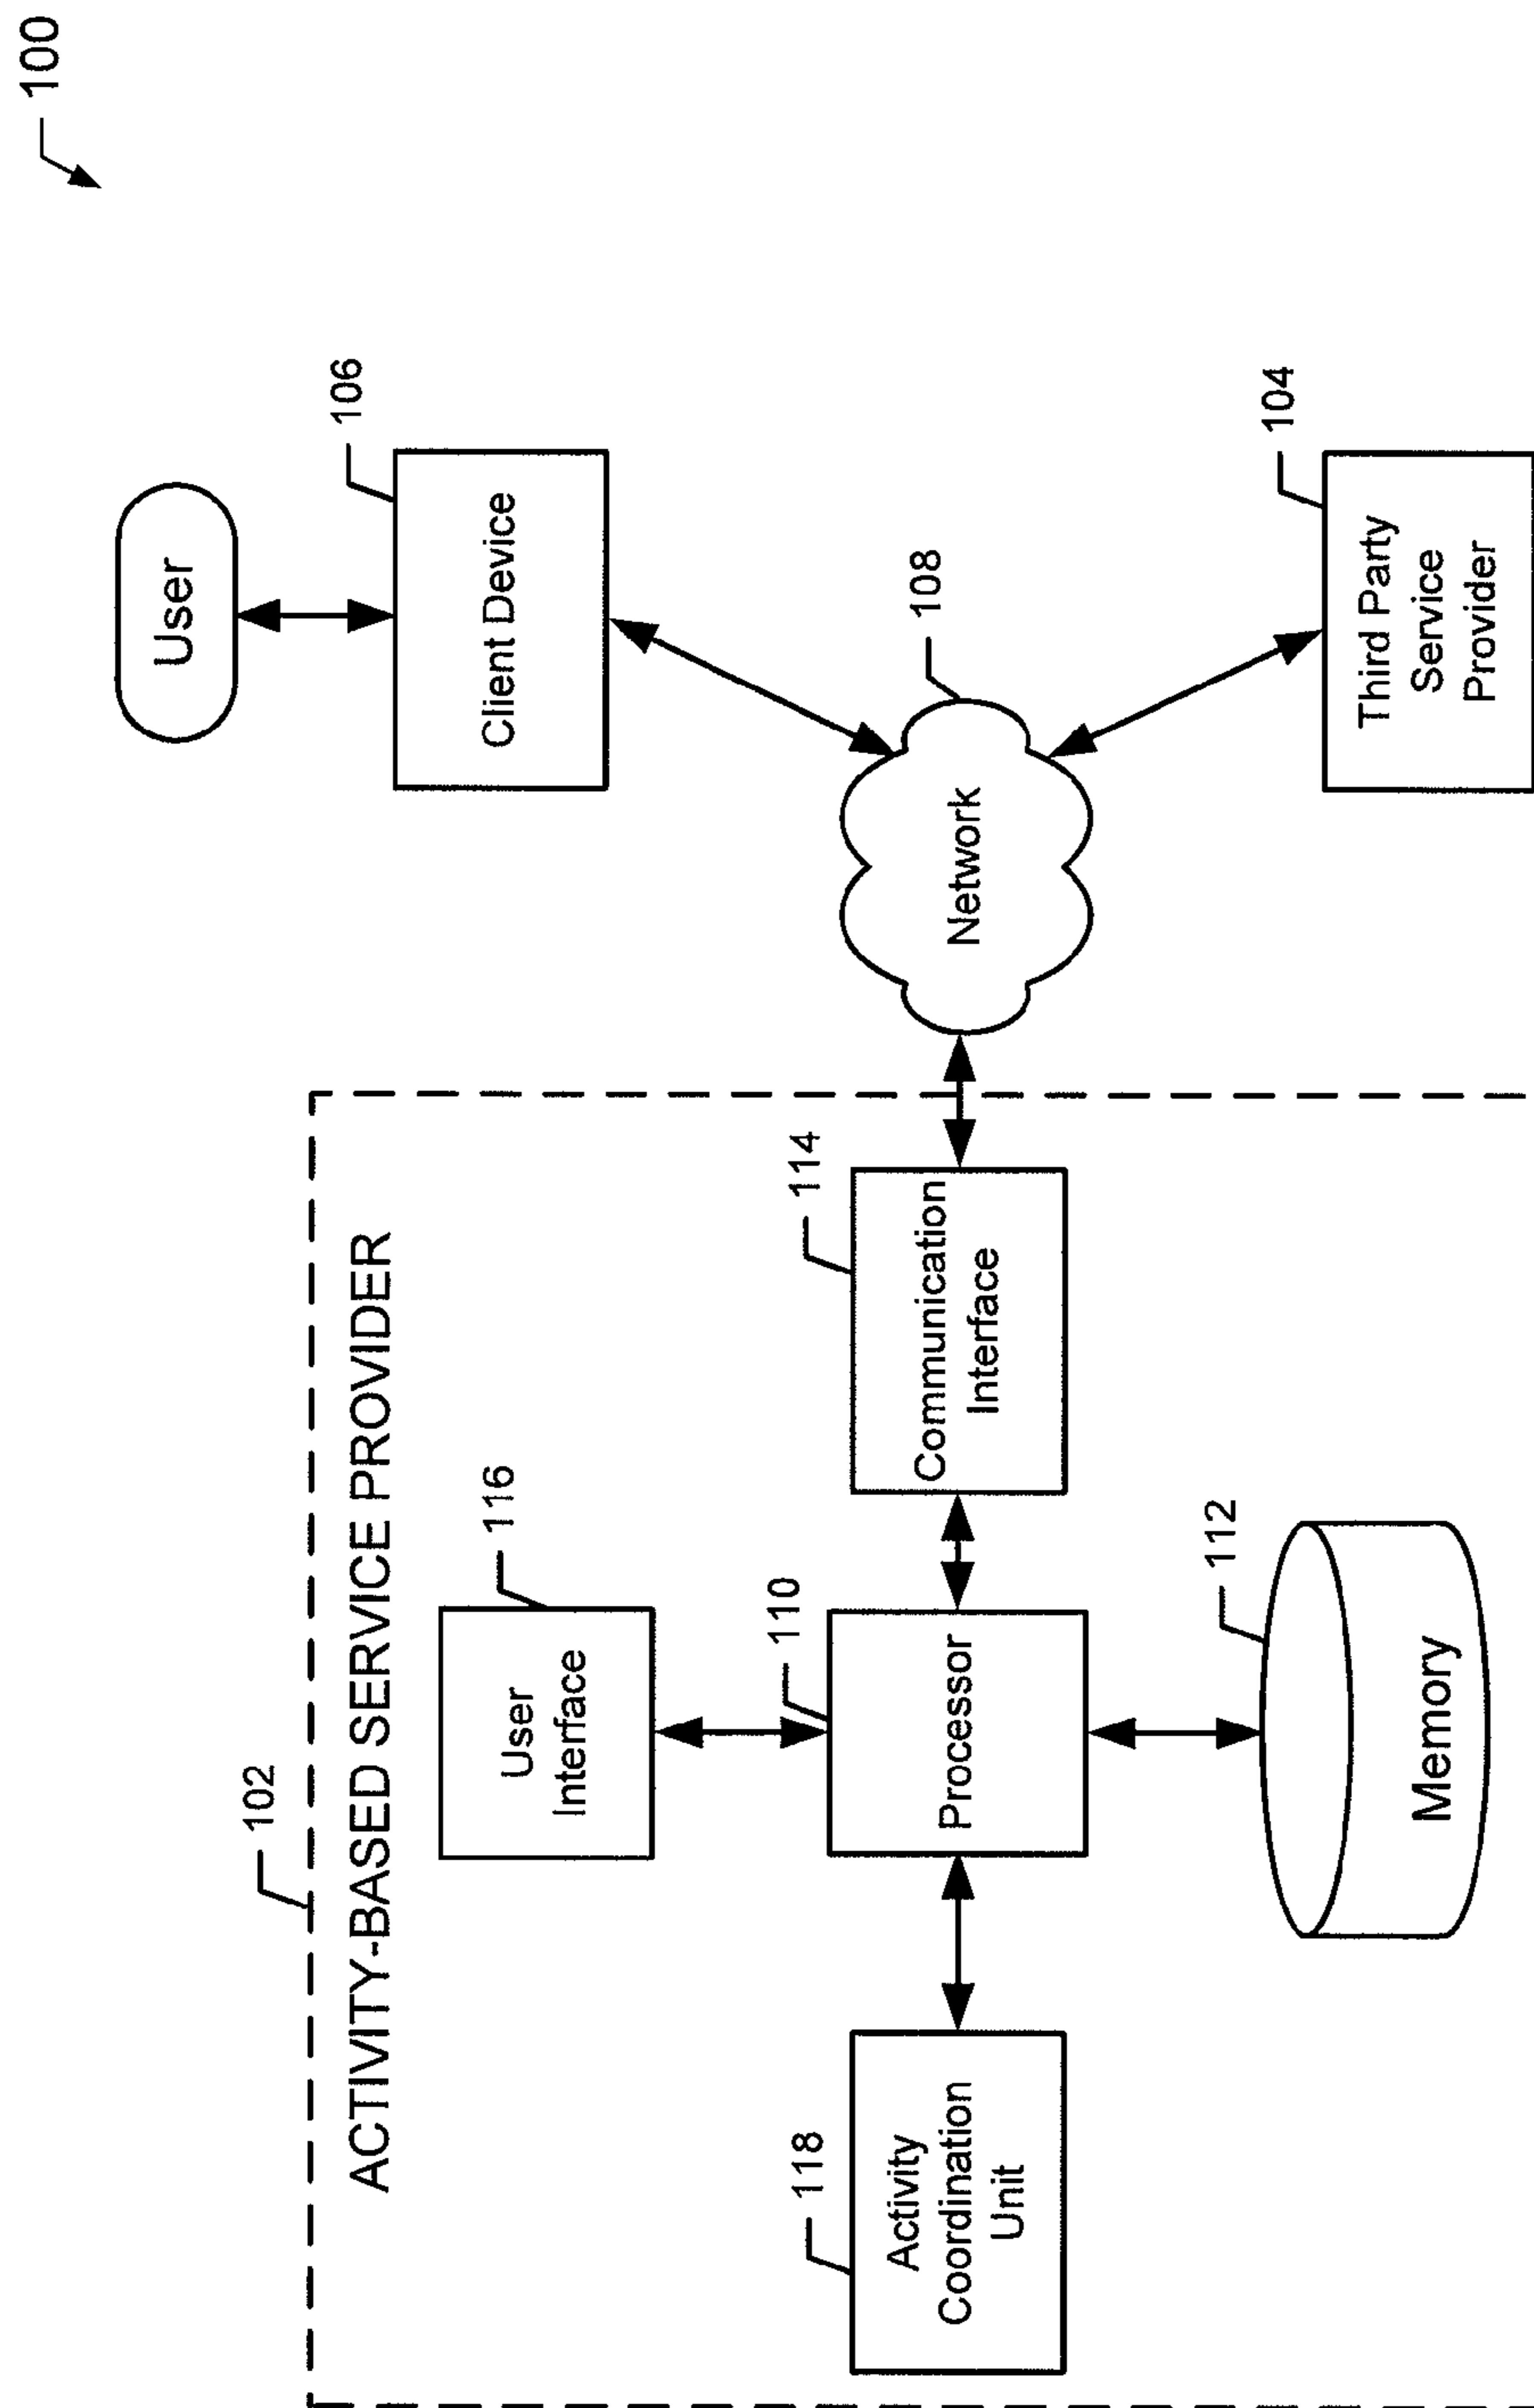 100
102
ACTIVITY-BASED SERVICE PROVIDER
116
User
Interface
118
Activity
Coordination
Unit
110
Processor
114
Communication
Interface
112
Memory
User
106
Client Device
108
Network
104
Third Party
Service
Provider